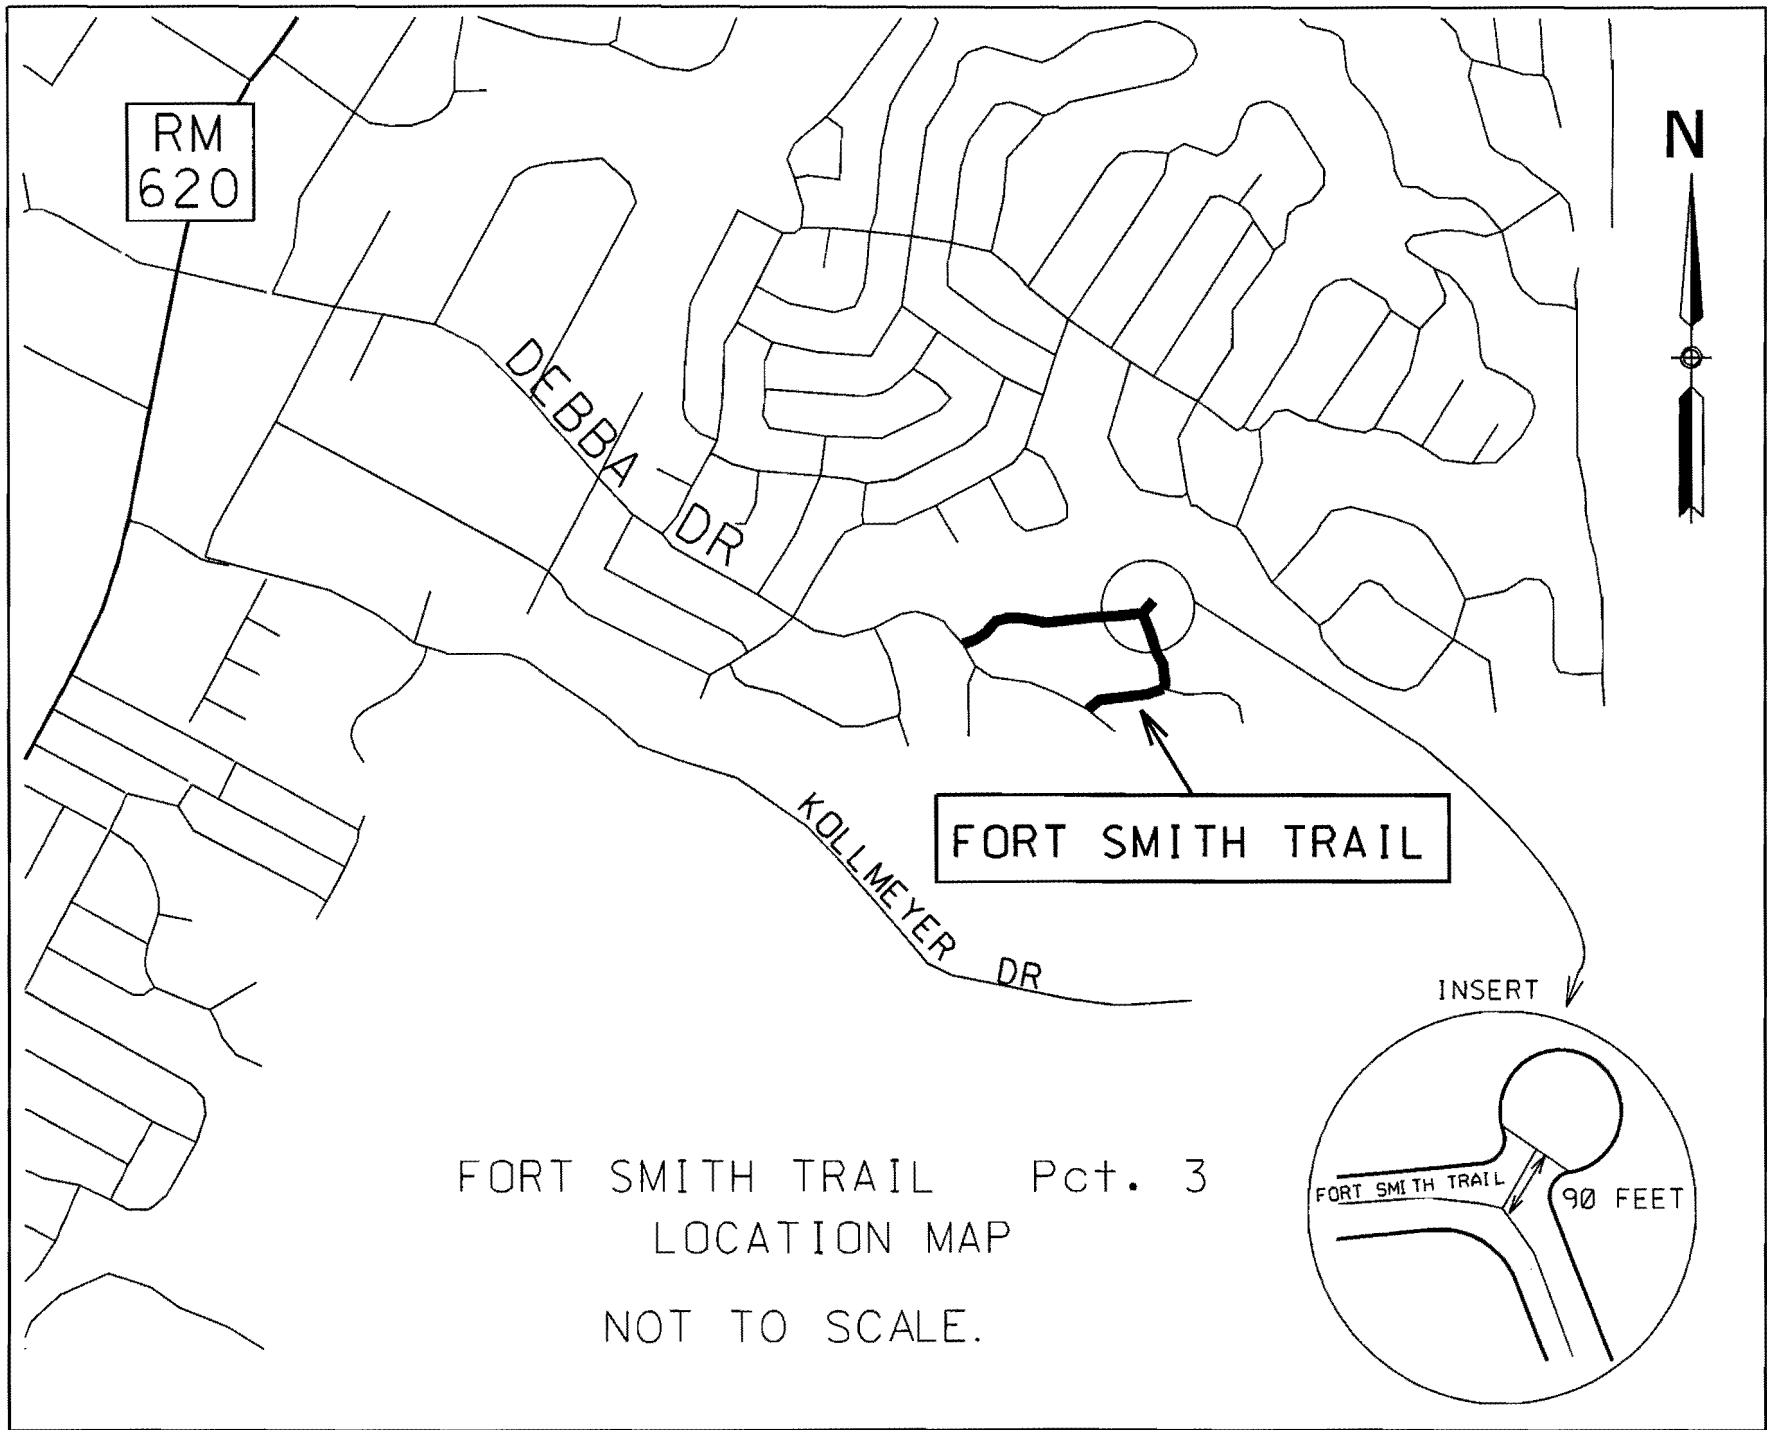 RM
620
N
DEBBA DR
FORT SMITH TRAIL
KOLLMEYER DR
INSERT
FORT SMITH TRAIL
90 FEET
FORT SMITH TRAIL Pct. 3
LOCATION MAP
NOT TO SCALE.